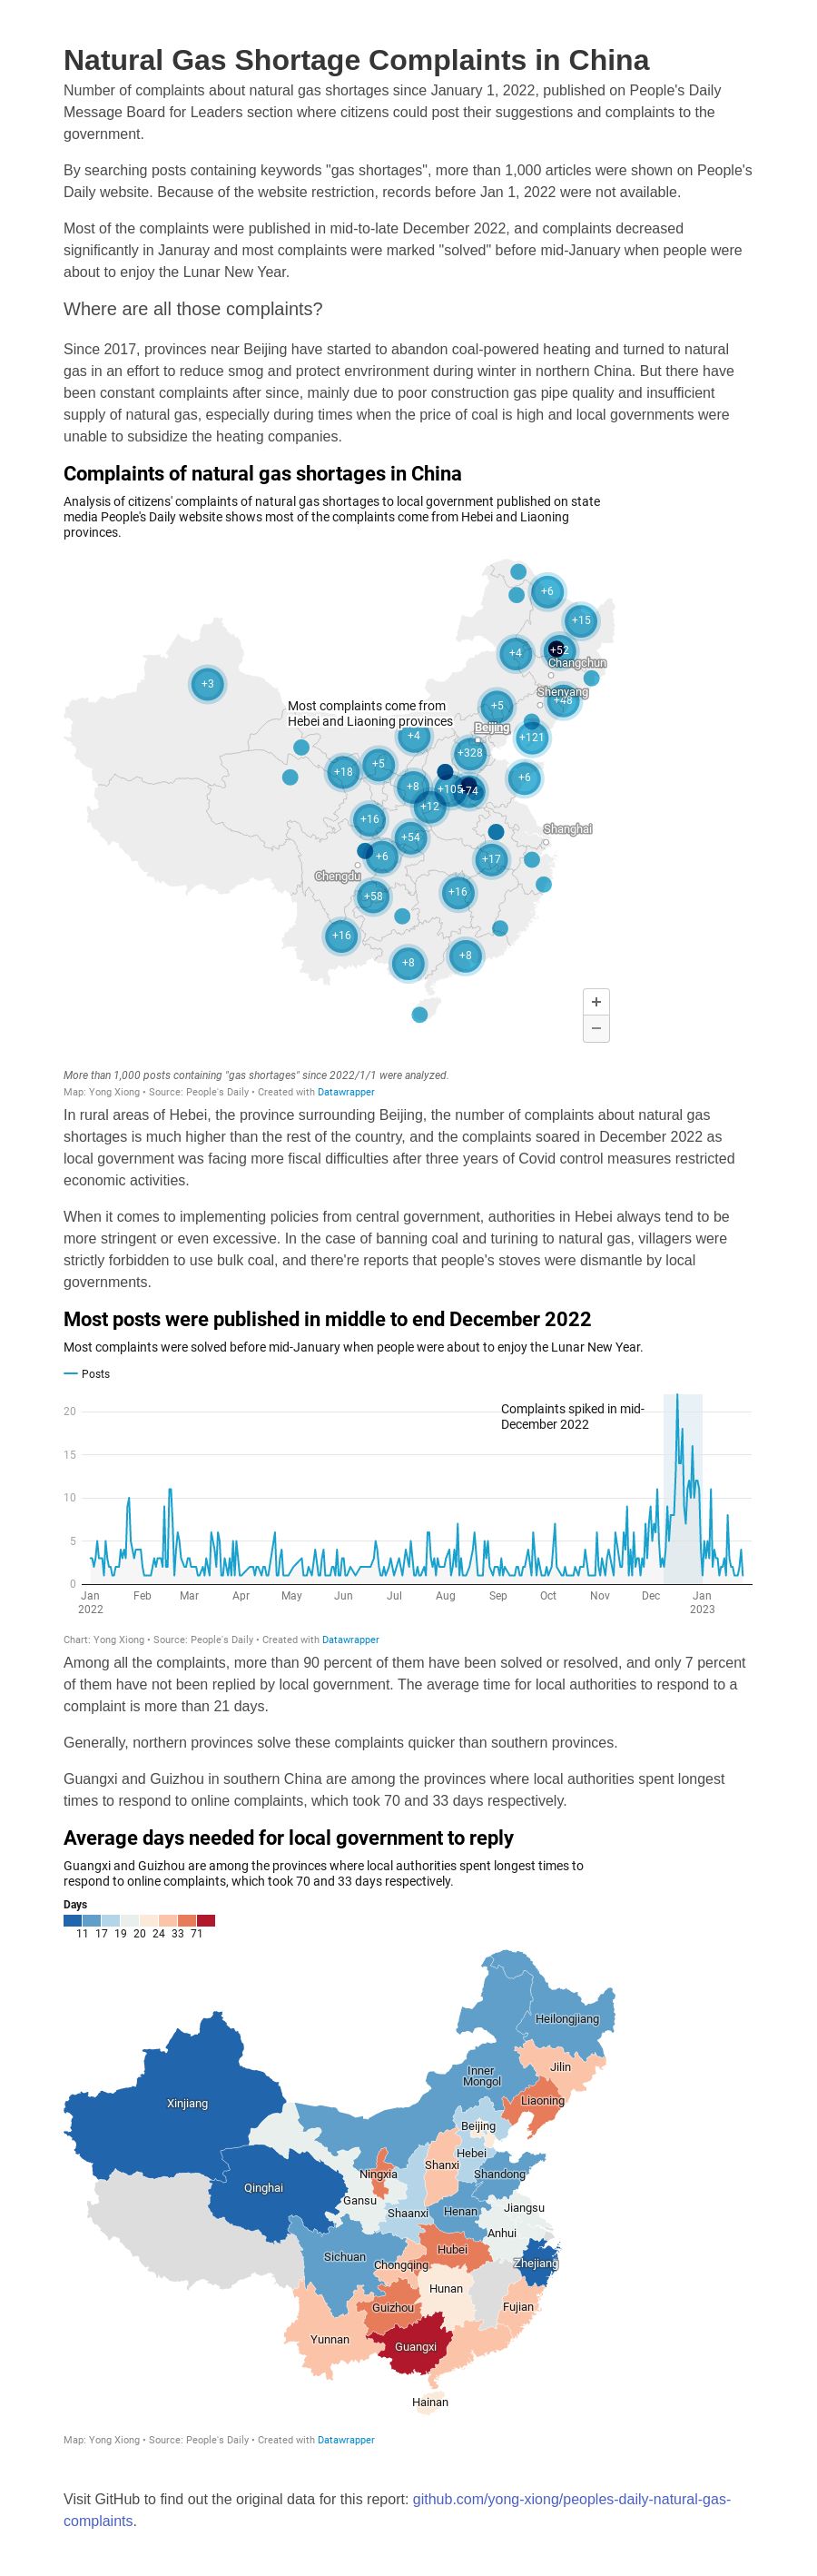 Natural Gas Shortage Complaints in China
Number of complaints about natural gas shortages since January 1, 2022, published on People's Daily
Message Board for Leaders section where citizens could post their suggestions and complaints to the
government.
By searching posts containing keywords "gas shortages", more than 1,000 articles were shown on People's
Daily website. Because of the website restriction, records before Jan 1, 2022 were not available.
Most of the complaints were published in mid-to-late December 2022, and complaints decreased
significantly in Januray and most complaints were marked "solved" before mid-January when people were
about to enjoy the Lunar New Year.
Where are all those complaints?
Since 2017, provinces near Beijing have started to abandon coal-powered heating and turned to natural
gas in an effort to reduce smog and protect envrironment during winter in northern China. But there have
been constant complaints after since, mainly due to poor construction gas pipe quality and insufficient
supply of natural gas, especially during times when the price of coal is high and local governments were
unable to subsidize the heating companies.
Complaints of natural gas shortages in China
Analysis of citizens' complaints of natural gas shortages to local government published on state
media People's Daily website shows most of the complaints come from Hebei and Liaoning
provinces.
+6
+15
+52
+4
Changchun
+3
Shenyang
+48
+5
Most complaints come from
Hebei and Liaoning provinces
Beijing
+4
+121
+328
+5
+18
+6
+8
+105
+74
+12
+16
Shanghai
+54
+6
+17
Chengdu
+58
+16
+16
+8
+8
+
−
More than 1,000 posts containing "gas shortages" since 2022/1/1 were analyzed.
Map: Yong Xiong • Source: People's Daily • Created with Datawrapper
In rural areas of Hebei, the province surrounding Beijing, the number of complaints about natural gas
shortages is much higher than the rest of the country, and the complaints soared in December 2022 as
local government was facing more fiscal difficulties after three years of Covid control measures restricted
economic activities.
When it comes to implementing policies from central government, authorities in Hebei always tend to be
more stringent or even excessive. In the case of banning coal and turining to natural gas, villagers were
strictly forbidden to use bulk coal, and there're reports that people's stoves were dismantle by local
governments.
Most posts were published in middle to end December 2022
Most complaints were solved before mid-January when people were about to enjoy the Lunar New Year.
Posts
Complaints spiked in mid-
December 2022
20
15
10
5
0
Jan Feb Mar Apr May Jun Jul Aug Sep Oct Nov Dec Jan
2022 2023
Chart: Yong Xiong • Source: People's Daily • Created with Datawrapper
Among all the complaints, more than 90 percent of them have been solved or resolved, and only 7 percent
of them have not been replied by local government. The average time for local authorities to respond to a
complaint is more than 21 days.
Generally, northern provinces solve these complaints quicker than southern provinces.
Guangxi and Guizhou in southern China are among the provinces where local authorities spent longest
times to respond to online complaints, which took 70 and 33 days respectively.
Average days needed for local government to reply
Guangxi and Guizhou are among the provinces where local authorities spent longest times to
respond to online complaints, which took 70 and 33 days respectively.
Days
11 17 19 20 24 33 71
Heilongjiang
Jilin
Inner
Mongol
Liaoning
Xinjiang
Beijing
Hebei
Shanxi
Ningxia
Shandong
Qinghai
Gansu
Jiangsu
Shaanxi
Henan
Anhui
Hubei
Sichuan
Chongqing
Zhejiang
Hunan
Guizhou
Fujian
Yunnan
Guangxi
Hainan
Map: Yong Xiong • Source: People's Daily • Created with Datawrapper
Visit GitHub to find out the original data for this report: github.com/yong-xiong/peoples-daily-natural-gas-
complaints.